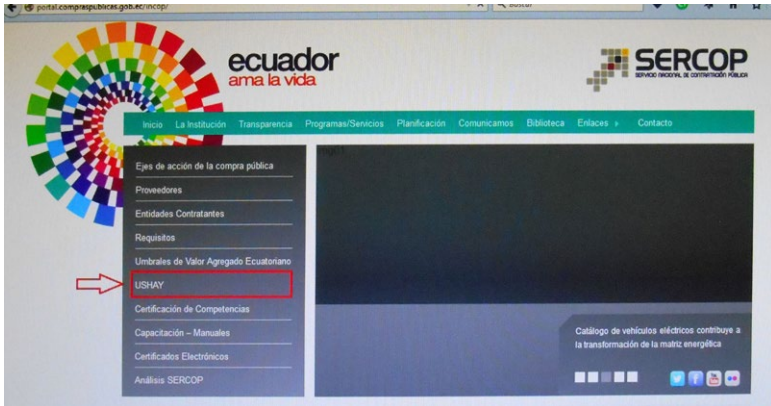 portal.compraspublicas.gob.ec/incop/
ecuador
ama la vida
SERCOP
SERVICIO NACIONAL DE CONTRATACIÓN PÚBLICA
Inicio La Institución Transparencia Programas/Servicios Planificación Comunicamos Biblioteca Enlaces Contacto
Ejes de acción de la compra pública
Proveedores
Entidades Contratantes
Requisitos
Umbrales de Valor Agregado Ecuatoriano
USHAY
Certificación de Competencias
Capacitación – Manuales
Certificados Electrónicos
Análisis SERCOP
Catálogo de vehículos eléctricos contribuye a
la transformación de la matriz energética